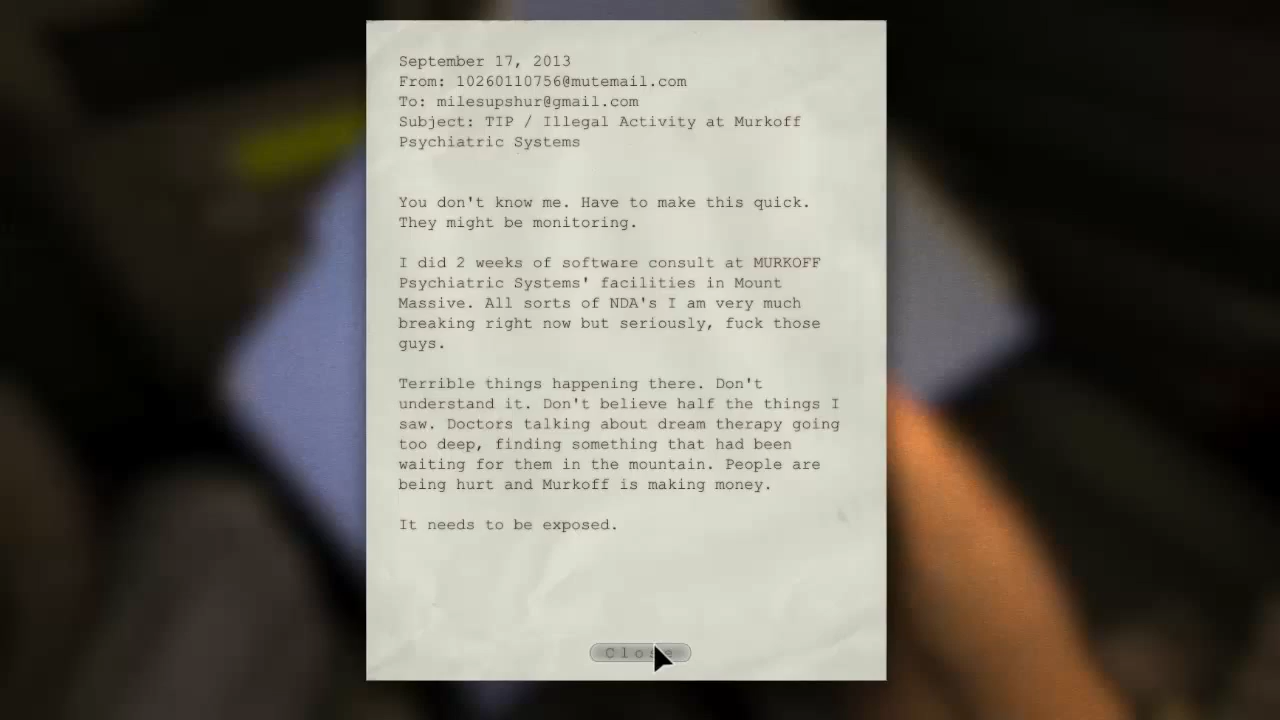 September 17, 2013
From: 10260110756@mutemail.com
To: milesupshur@gmail.com
Subject: TIP / Illegal Activity at Murkoff
Psychiatric Systems
You don't know me. Have to make this quick.
They might be monitoring.
I did 2 weeks of software consult at MURKOFF
Psychiatric Systems' facilities in Mount
Massive. All sorts of NDA's I am very much
breaking right now but seriously, fuck those
guys.
Terrible things happening there. Don't
understand it. Don't believe half the things I
saw. Doctors talking about dream therapy going
too deep, finding something that had been
waiting for them in the mountain. People are
being hurt and Murkoff is making money.
It needs to be exposed.
Close